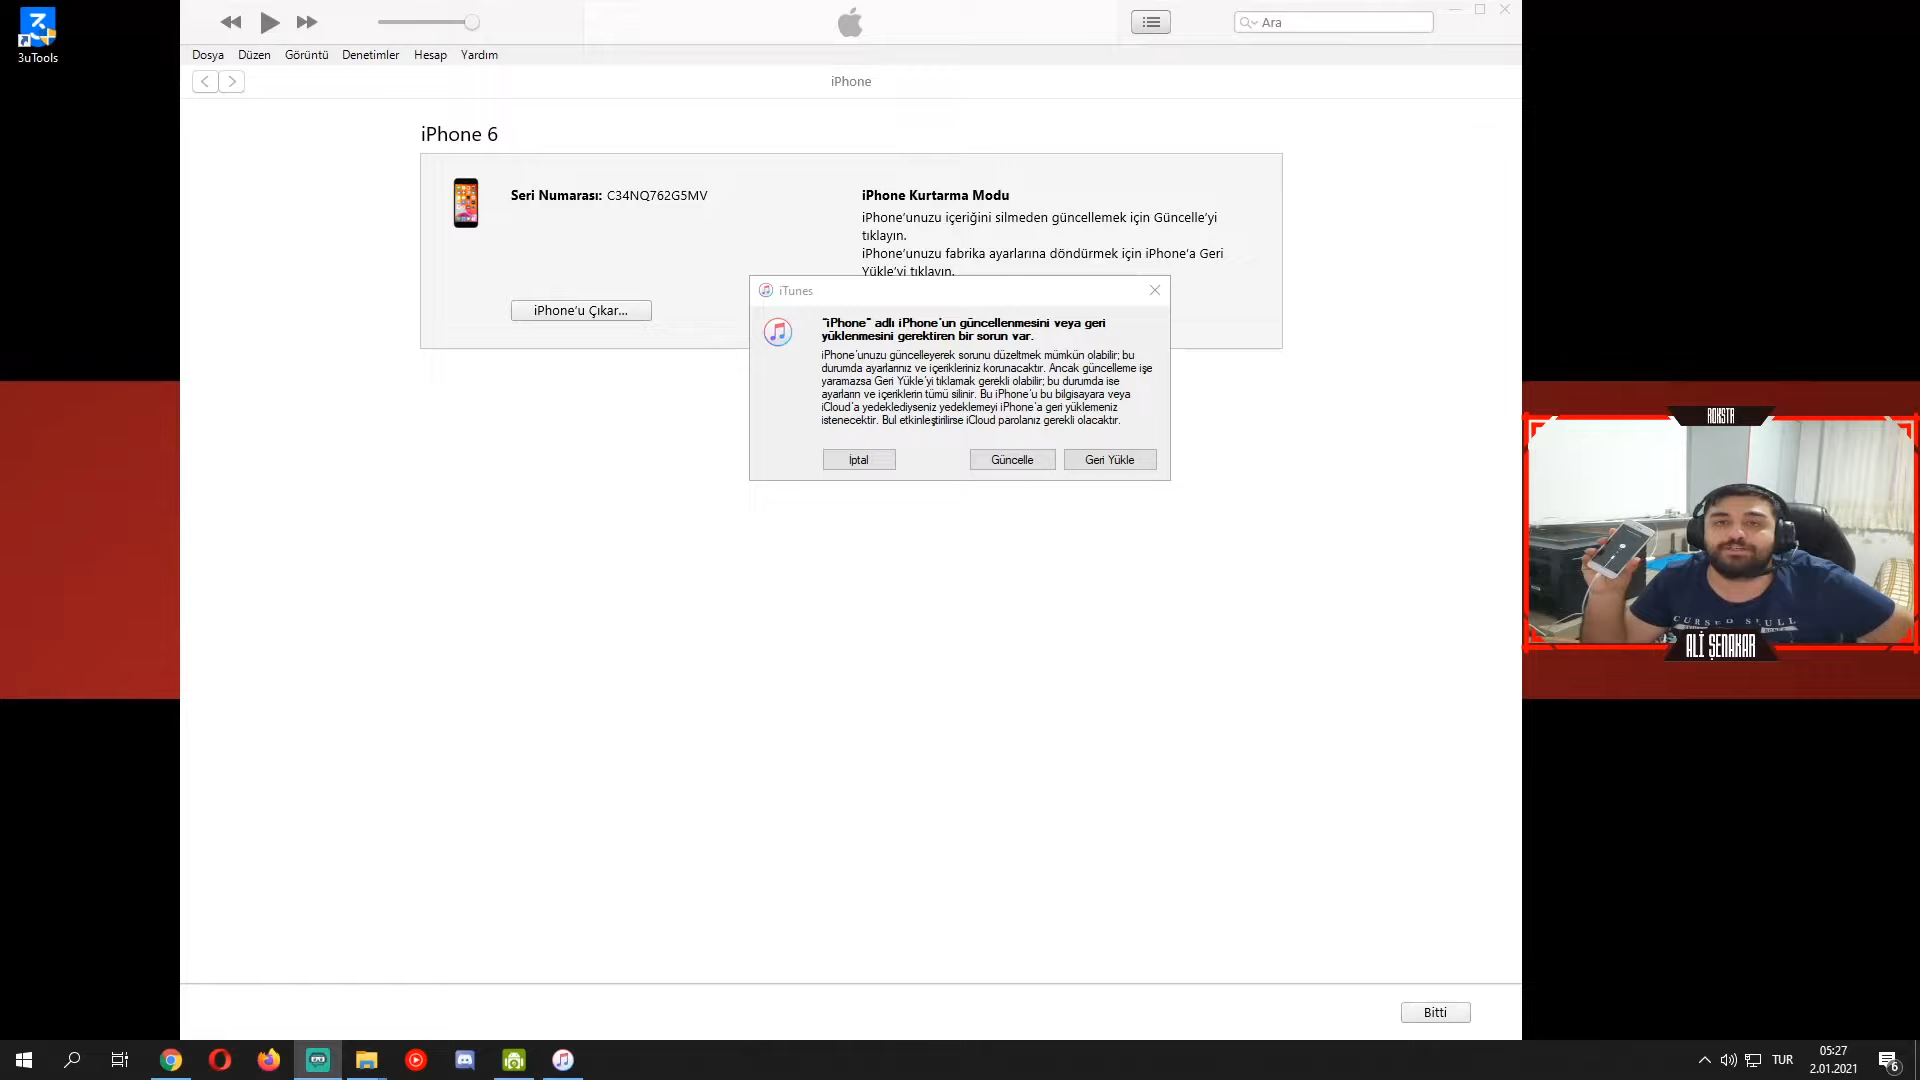 3uTools
Ara
Dosya Düzen Görüntü Denetimler Hesap Yardım
iPhone
iPhone 6
Seri Numarası: C34NQ762G5MV
iPhone Kurtarma Modu
iPhone'unuzu içeriğini silmeden güncellemek için Güncelle'yi
tıklayın.
iPhone'unuzu fabrika ayarlarına döndürmek için iPhone'a Geri
Yükle'yi tıklayın.
iPhone'u Çıkar...
iTunes
"iPhone" adlı iPhone'un güncellenmesini veya geri
yüklenmesini gerektiren bir sorun var.
iPhone'unuzu güncelleyerek sorunu düzeltmek mümkün olabilir; bu
durumda ayarlarınız ve içerikleriniz korunacaktır. Ancak güncelleme işe
yaramazsa Geri Yükle'yi tıklamak gerekli olabilir; bu durumda ise
ayarların ve içeriklerin tümü silinir. Bu iPhone'u bu bilgisayara veya
iCloud'a yedeklediyseniz yedeklemeyi iPhone'a geri yüklemeniz
istenecektir. Bul etkinleştirilirse iCloud parolanız gerekli olacaktır.
İptal Güncelle Geri Yükle
ROKSTA
CURSED SKULL
ALİ ŞENAKAR
Bitti
TUR
05:27
2.01.2021
6